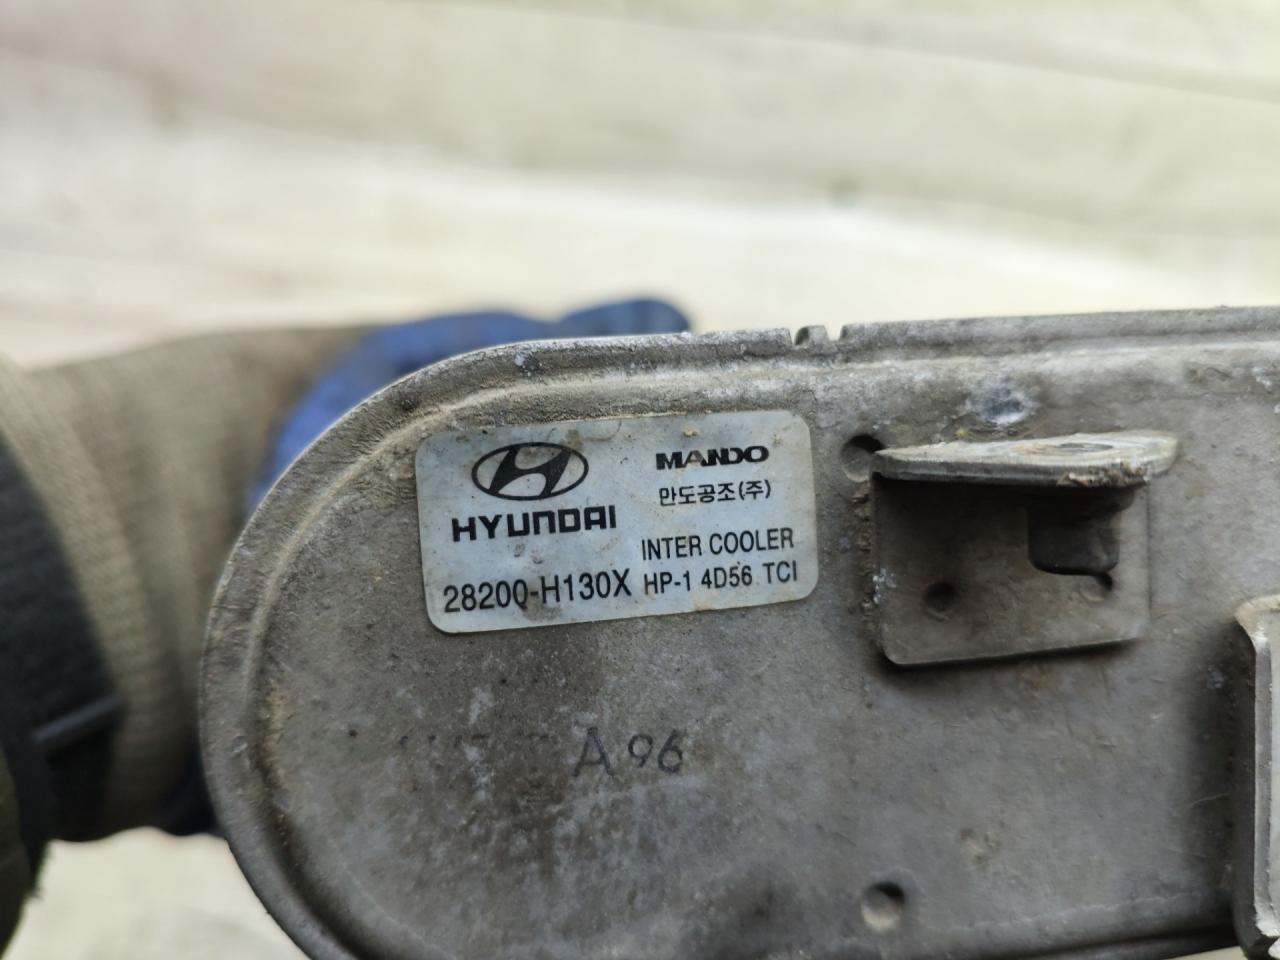 HYUNDAI
MANDO
만도공조(주)
INTER COOLER
28200-H130X HP-1 4D56 TCI
A96